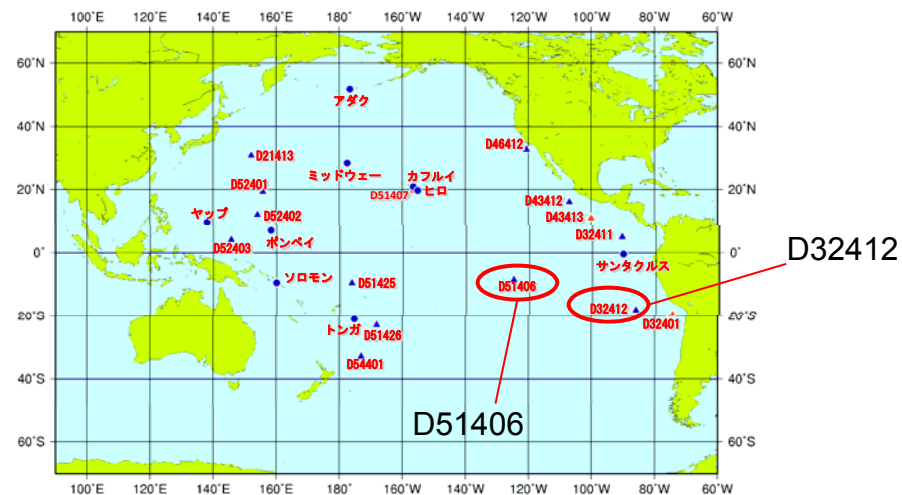 100°E 120°E 140°E 160°E 180° 160°W 140°W 120°W 100°W 80°W 60°W
60°N 60°N
アダク
40°N 40°N
D46412
D21413
ミッドウェー カフルイ
D52401 D51407 ヒロ
20°N 20°N
D43412
ヤップ D52402 D43413
ポンペイ D32411
D52403
0° 0°
サンタクルス
D32412
ソロモン D51425 D51406
D32412
トンガ D51426 D32401
20°S 20°S
D54401
40°S 40°S
D51406
60°S 60°S
100°E 120°E 140°E 160°E 180° 160°W 140°W 120°W 100°W 80°W 60°W